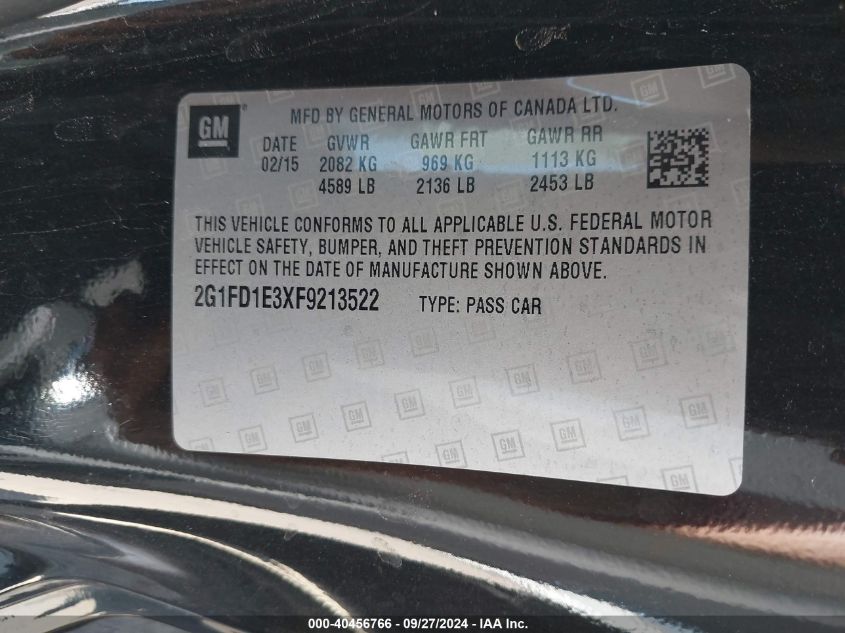 GM
MFD BY GENERAL MOTORS OF CANADA LTD.
DATE GVWR GAWR FRT GAWR RR
02/15 2082 KG 969 KG 1113 KG
4589 LB 2136 LB 2453 LB
THIS VEHICLE CONFORMS TO ALL APPLICABLE U.S. FEDERAL MOTOR
VEHICLE SAFETY, BUMPER, AND THEFT PREVENTION STANDARDS IN
EFFECT ON THE DATE OF MANUFACTURE SHOWN ABOVE.
2G1FD1E3XF9213522 TYPE: PASS CAR
000-40456766 - 09/27/2024 - IAA Inc.